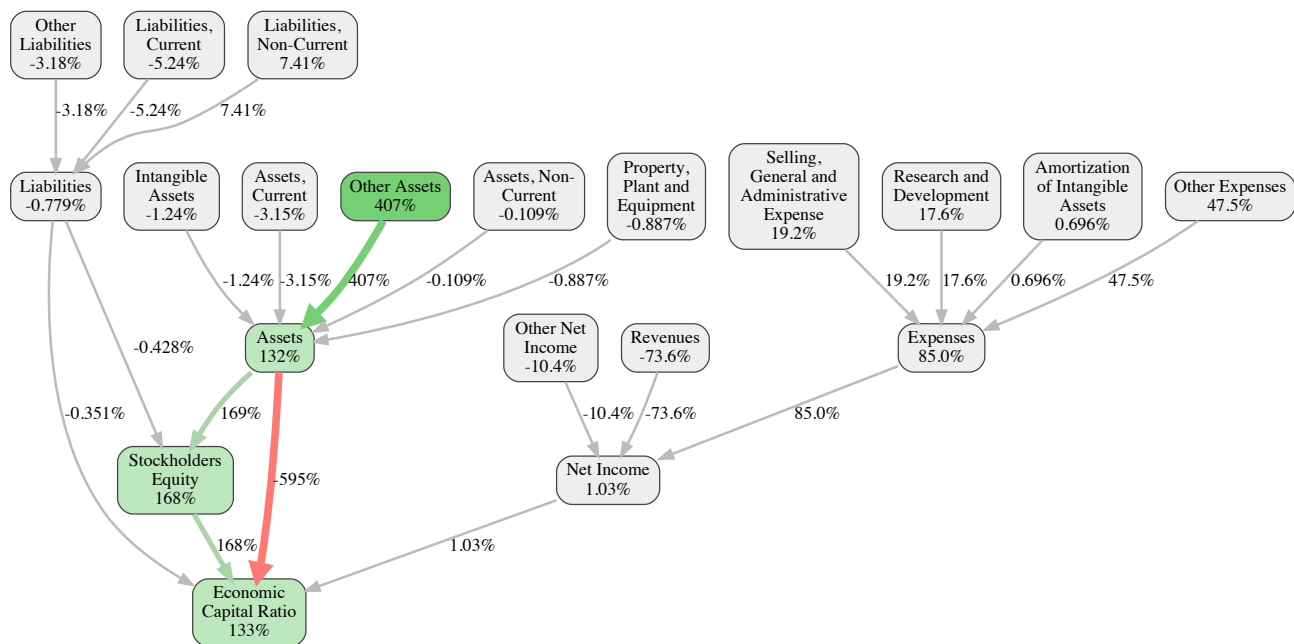 Other
Liabilities
-3.18%
Liabilities,
Current
-5.24%
Liabilities,
Non-Current
7.41%
-3.18%
-5.24%
7.41%
Liabilities
-0.779%
Intangible
Assets
-1.24%
Assets,
Current
-3.15%
Other Assets
407%
Assets, Non-
Current
-0.109%
Property,
Plant and
Equipment
-0.887%
Selling,
General and
Administrative
Expense
19.2%
Research and
Development
17.6%
Amortization
of Intangible
Assets
0.696%
Other Expenses
47.5%
-1.24%
-3.15%
407%
-0.109%
-0.887%
19.2%
17.6%
0.696%
47.5%
Assets
132%
Other Net
Income
-10.4%
Revenues
-73.6%
Expenses
85.0%
-0.428%
-0.351%
169%
-10.4%
-73.6%
85.0%
Stockholders
Equity
168%
-595%
Net Income
1.03%
168%
1.03%
Economic
Capital Ratio
133%